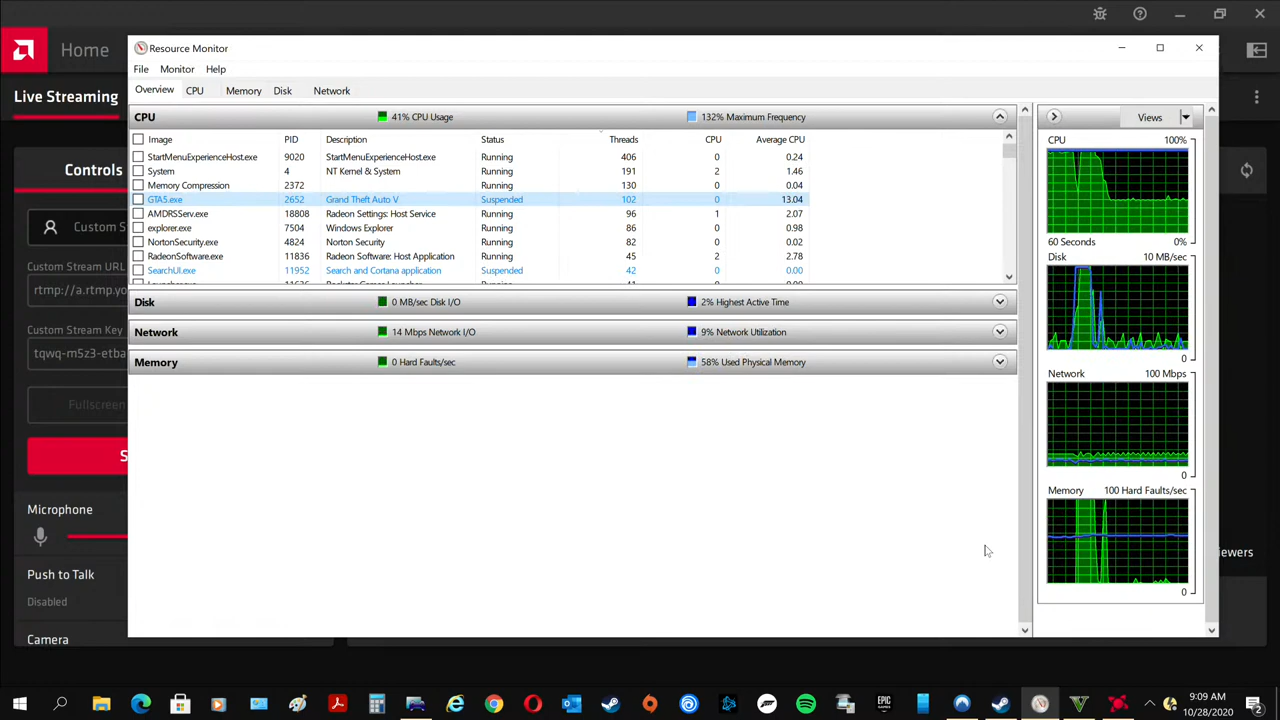 Home
Live Streaming
Controls
Custom S
Custom Stream URL
rtmp://a.rtmp.yo
Custom Stream Key
tqwq-m5z3-etba
Fullscreen
S
Microphone
Push to Talk
Disabled
Camera
iewers
Resource Monitor
File Monitor Help
Overview CPU Memory Disk Network
CPU 41% CPU Usage 132% Maximum Frequency
Image PID Description Status Threads CPU Average CPU
StartMenuExperienceHost.exe 9020 StartMenuExperienceHost.exe Running 406 0 0.24
System 4 NT Kernel & System Running 191 2 1.46
Memory Compression 2372 Running 130 0 0.04
GTA5.exe 2652 Grand Theft Auto V Suspended 102 0 13.04
AMDRSServ.exe 18808 Radeon Settings: Host Service Running 96 1 2.07
explorer.exe 7504 Windows Explorer Running 86 0 0.98
NortonSecurity.exe 4824 Norton Security Running 82 0 0.02
RadeonSoftware.exe 11836 Radeon Software: Host Application Running 45 2 2.78
SearchUI.exe 11952 Search and Cortana application Suspended 42 0 0.00
Disk 0 MB/sec Disk I/O 2% Highest Active Time
Network 14 Mbps Network I/O 9% Network Utilization
Memory 0 Hard Faults/sec 58% Used Physical Memory
Views
CPU 100%
60 Seconds 0%
Disk 10 MB/sec
0
Network 100 Mbps
0
Memory 100 Hard Faults/sec
0
EPIC
9:09 AM
10/28/2020
2